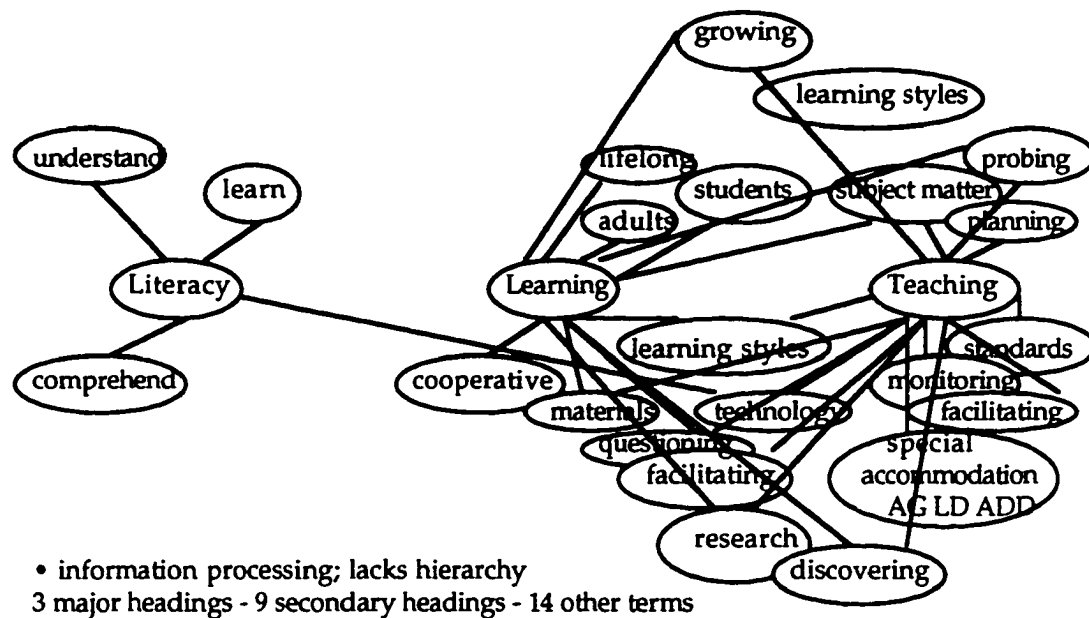 growing
learning styles
understand
learn
lifelong
students
subject matter
probing
adults
planning
Literacy
Learning
Teaching
learning styles
standards
comprehend
cooperative
monitoring
materials
technology
facilitating
questioning
facilitating
special
accommodation
AG LD ADD
research
discovering
• information processing; lacks hierarchy
3 major headings - 9 secondary headings - 14 other terms